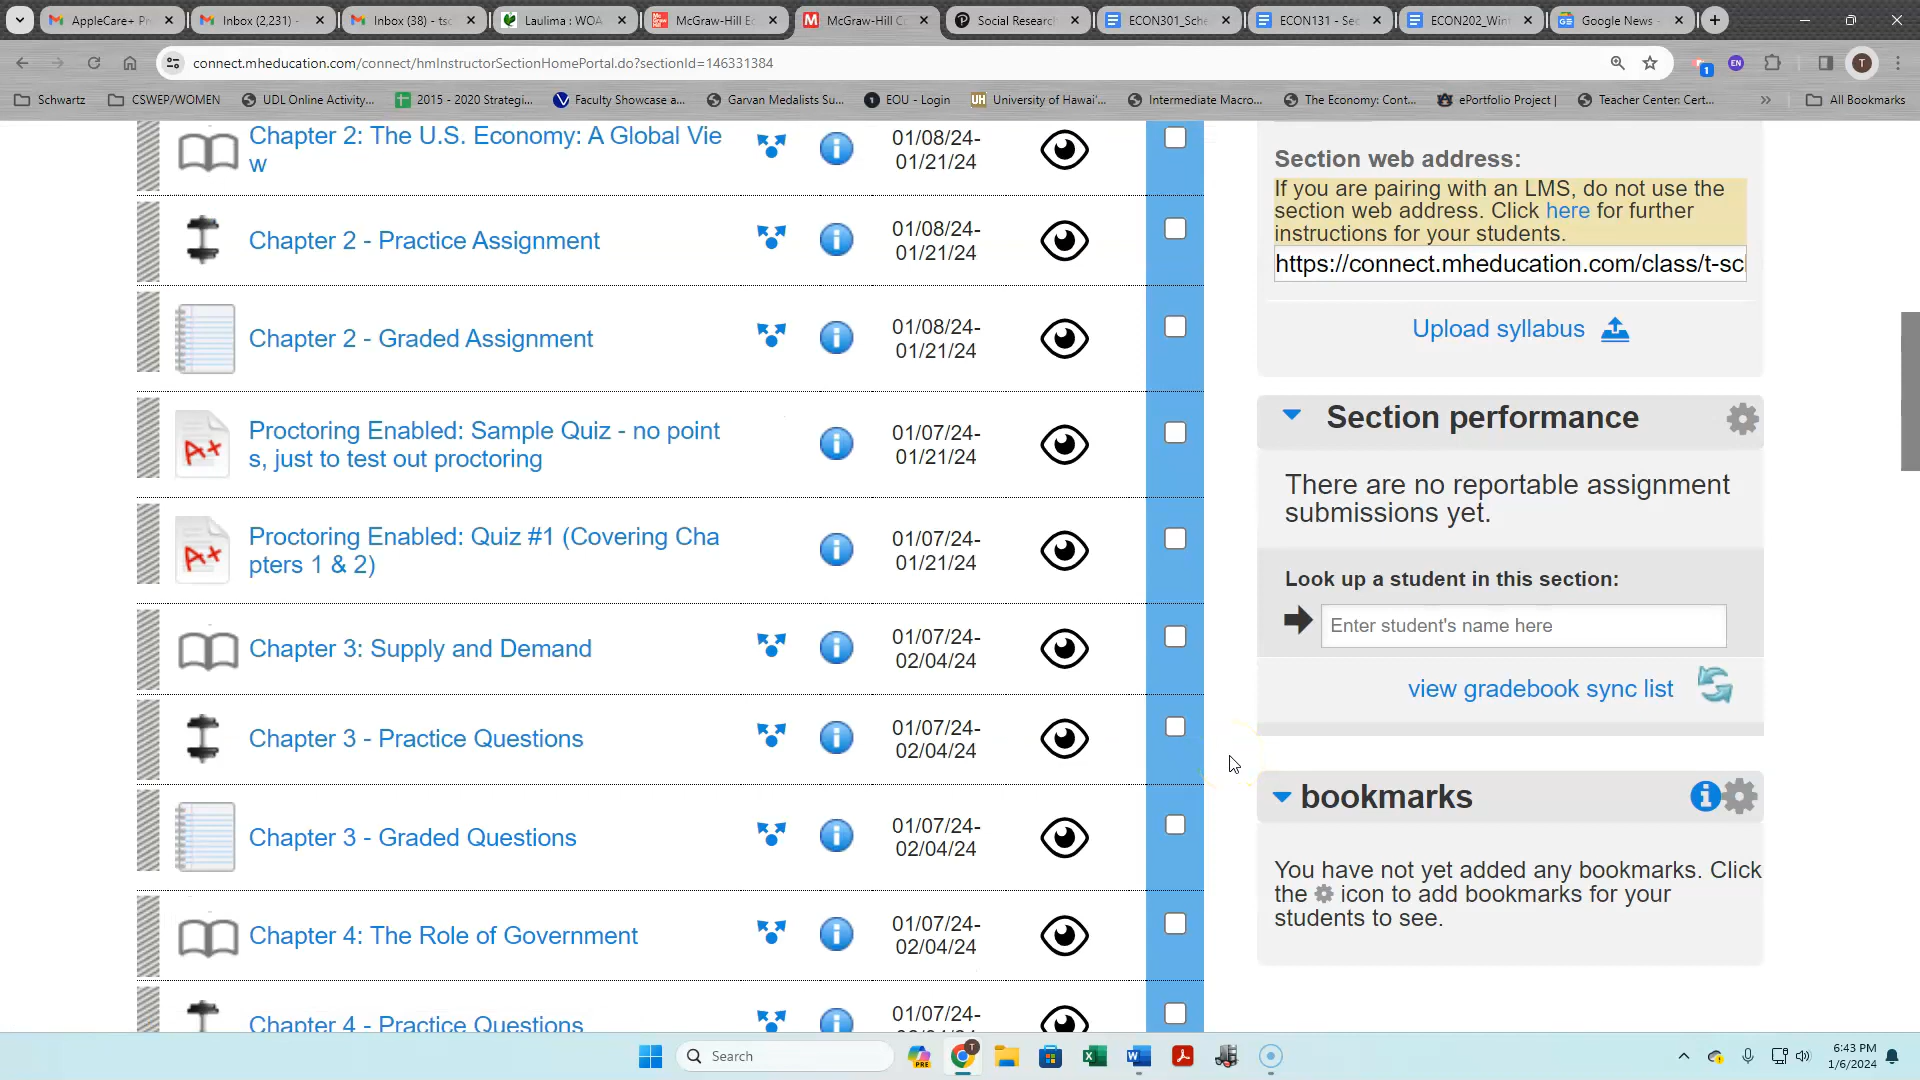 AppleCare+ Pr
Inbox (2,231) -
Inbox (38) - tsc
Laulima : WOA
McGraw-Hill E
McGraw-Hill C
Social Research
ECON301_Sche
ECON131 - Sec
ECON202_Win
Google News -
connect.mheducation.com/connect/hmInstructorSectionHomePortal.do?sectionId=146331384
1
EN
T
Schwartz
CSWEP/WOMEN
UDL Online Activity...
2015 - 2020 Strategi...
Faculty Showcase a...
Garvan Medalists Su...
EOU - Login
University of Hawai'...
Intermediate Macro...
The Economy: Cont...
ePortfolio Project |
Teacher Center: Cert...
All Bookmarks
Chapter 2: The U.S. Economy: A Global Vie
w
01/08/24-
01/21/24
Chapter 2 - Practice Assignment
01/08/24-
01/21/24
Chapter 2 - Graded Assignment
01/08/24-
01/21/24
A+
Proctoring Enabled: Sample Quiz - no point
s, just to test out proctoring
01/07/24-
01/21/24
A+
Proctoring Enabled: Quiz #1 (Covering Cha
pters 1 & 2)
01/07/24-
01/21/24
Chapter 3: Supply and Demand
01/07/24-
02/04/24
Chapter 3 - Practice Questions
01/07/24-
02/04/24
Chapter 3 - Graded Questions
01/07/24-
02/04/24
Chapter 4: The Role of Government
01/07/24-
02/04/24
Chapter 4 - Practice Questions
01/07/24-
Section web address:
If you are pairing with an LMS, do not use the
section web address. Click here for further
instructions for your students.
https://connect.mheducation.com/class/t-sc
Upload syllabus
Section performance
There are no reportable assignment
submissions yet.
Look up a student in this section:
Enter student's name here
view gradebook sync list
bookmarks
You have not yet added any bookmarks. Click
the icon to add bookmarks for your
students to see.
Search
PRE
T
6:43 PM
1/6/2024